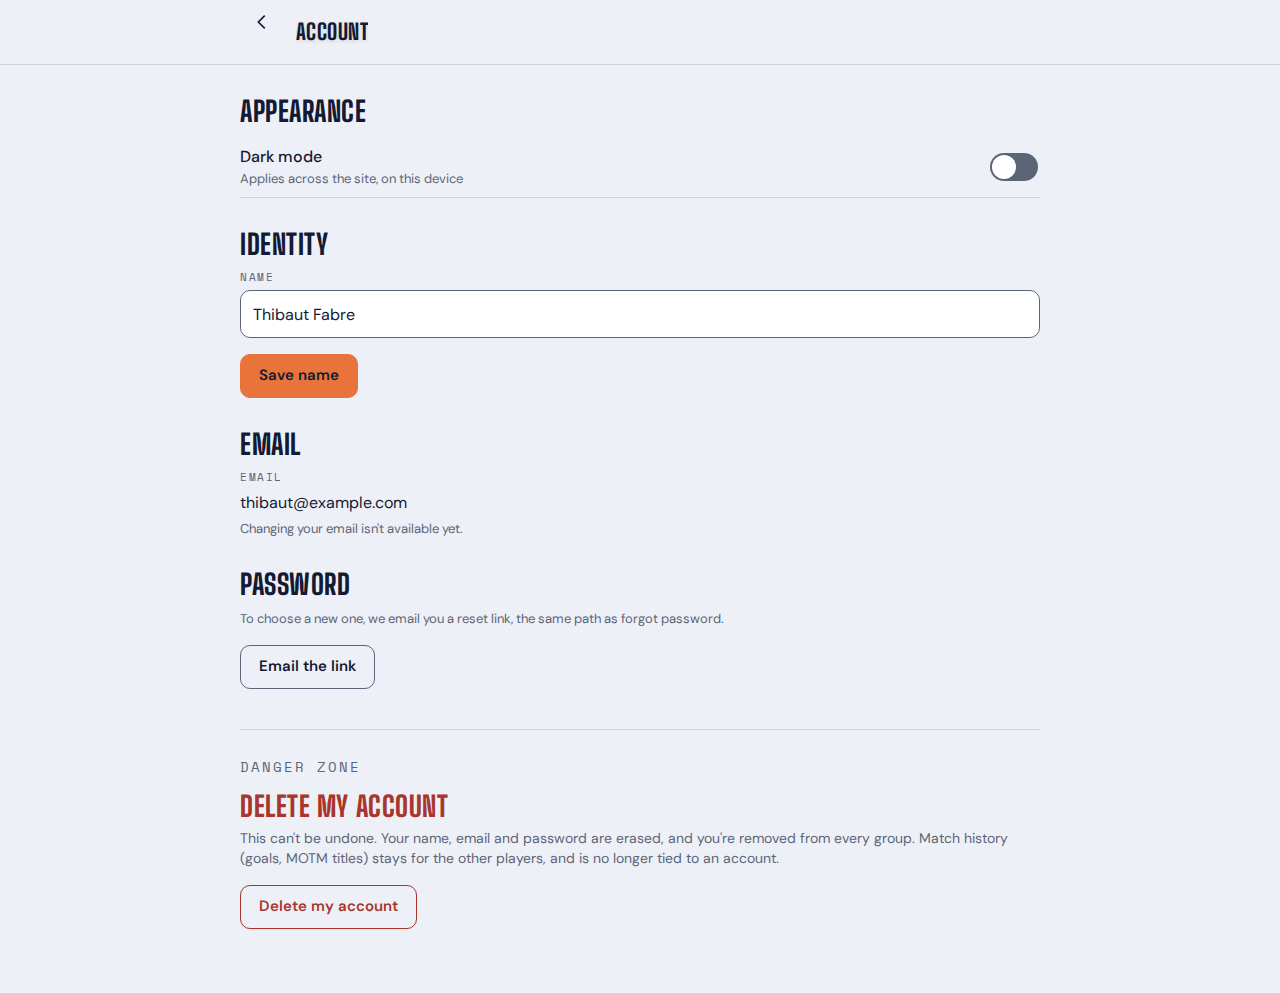 ACCOUNT
APPEARANCE
Dark mode
Applies across the site, on this device
IDENTITY
NAME
Thibaut Fabre
Save name
EMAIL
EMAIL
thibaut@example.com
Changing your email isn't available yet.
PASSWORD
To choose a new one, we email you a reset link, the same path as forgot password.
Email the link
DANGER ZONE
DELETE MY ACCOUNT
This can't be undone. Your name, email and password are erased, and you're removed from every group. Match history
(goals, MOTM titles) stays for the other players, and is no longer tied to an account.
Delete my account